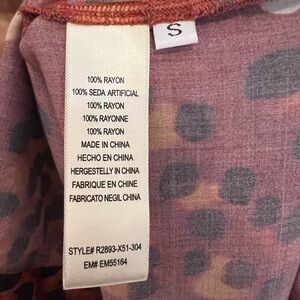 S
100% RAYON
100% SEDA ARTIFICIAL
100% RAYON
100% RAYONNE
100% RAYON
MADE IN CHINA
HECHO EN CHINA
HERGESTELLY IN CHINA
FABRIQUE EN CHINE
FABRICATO NEGIL CHINA
STYLE# R2893-X51-304
EM# EM55164